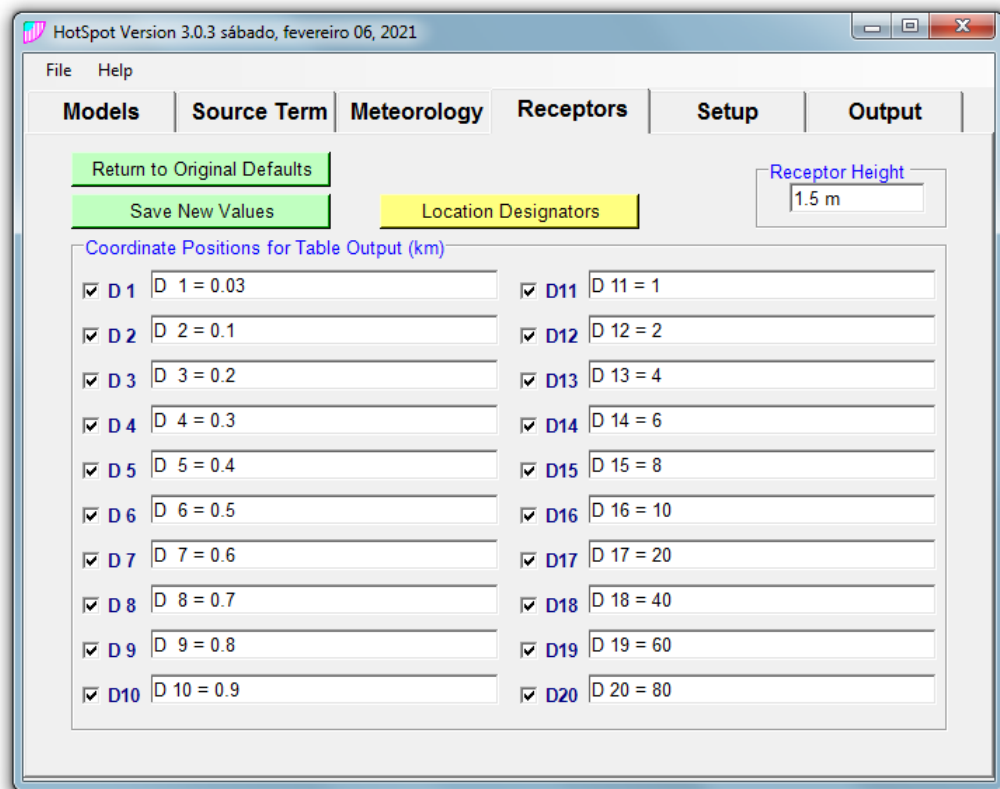 HotSpot Version 3.0.3 sábado, fevereiro 06, 2021
File Help
Models Source Term Meteorology Receptors Setup Output
Return to Original Defaults
Save New Values
Location Designators
Receptor Height
1.5 m
Coordinate Positions for Table Output (km)
D 1 D 1 = 0.03
D 2 D 2 = 0.1
D 3 D 3 = 0.2
D 4 D 4 = 0.3
D 5 D 5 = 0.4
D 6 D 6 = 0.5
D 7 D 7 = 0.6
D 8 D 8 = 0.7
D 9 D 9 = 0.8
D10 D 10 = 0.9
D11 D 11 = 1
D12 D 12 = 2
D13 D 13 = 4
D14 D 14 = 6
D15 D 15 = 8
D16 D 16 = 10
D17 D 17 = 20
D18 D 18 = 40
D19 D 19 = 60
D20 D 20 = 80